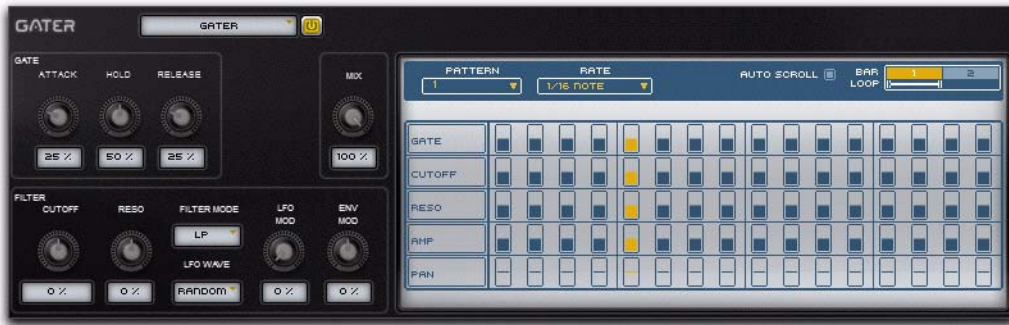 GATER
GATER
GATE
ATTACK HOLD RELEASE
25 % 50 % 25 %
MIX
100 %
FILTER
CUTOFF RESO FILTER MODE LFO MOD ENV MOD
LP
LFO WAVE
0 % 0 % RANDOM 0 % 0 %
PATTERN RATE AUTO SCROLL BAR 1 2
1 1/16 NOTE LOOP
GATE
CUTOFF
RESO
AMP
PAN